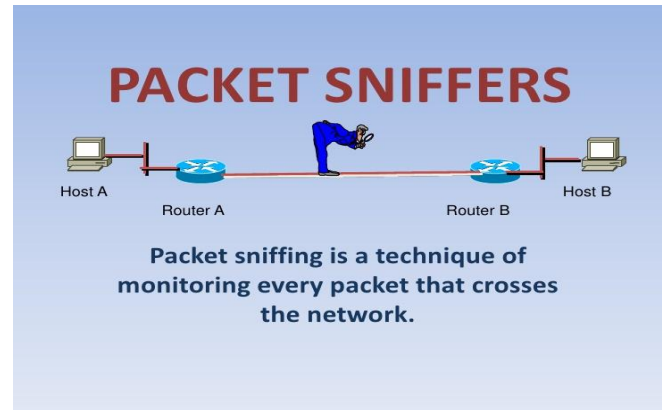 PACKET SNIFFERS
Host A
Host B
Router A
Router B
Packet sniffing is a technique of
monitoring every packet that crosses
the network.